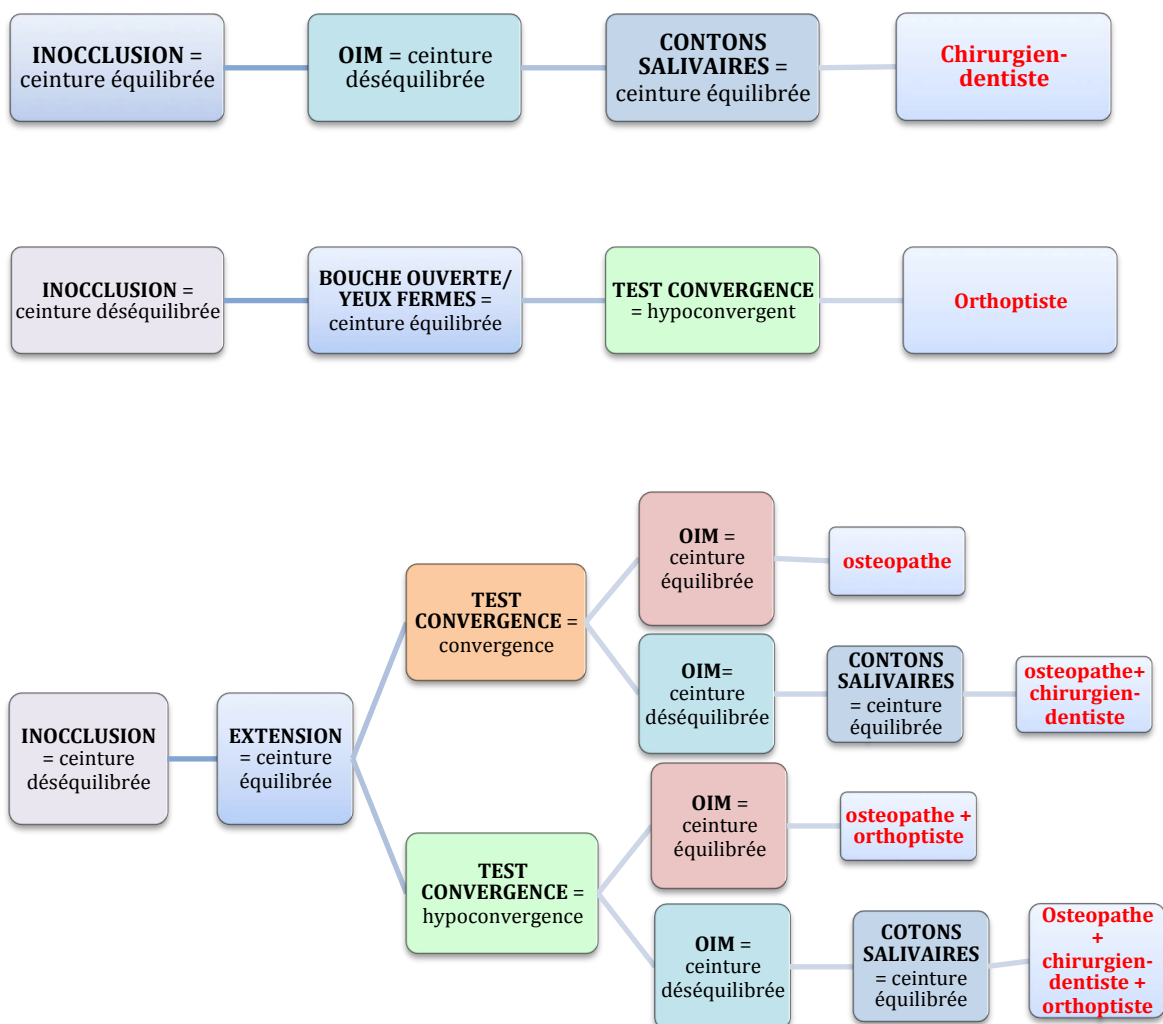 INOCCLUSION =
ceinture équilibrée
OIM = ceinture
déséquilibrée
CONTONS
SALIVAIRES =
ceinture équilibrée
Chirurgien-
dentiste
INOCCLUSION =
ceinture déséquilibrée
BOUCHE OUVERTE/
YEUX FERMES =
ceinture équilibrée
TEST CONVERGENCE
= hypoconvergent
Orthoptiste
INOCCLUSION
= ceinture
déséquilibrée
EXTENSION
= ceinture
équilibrée
TEST
CONVERGENCE =
convergence
OIM =
ceinture
équilibrée
osteopathe
OIM=
ceinture
déséquilibrée
CONTONS
SALIVAIRES
= ceinture
équilibrée
osteopathe+
chirurgien-
dentiste
TEST
CONVERGENCE =
hypoconvergence
OIM =
ceinture
équilibrée
osteopathe +
orthoptiste
OIM =
ceinture
déséquilibrée
COTONS
SALIVAIRES
= ceinture
équilibrée
Osteopathe
+
chirurgien-
dentiste +
orthoptiste